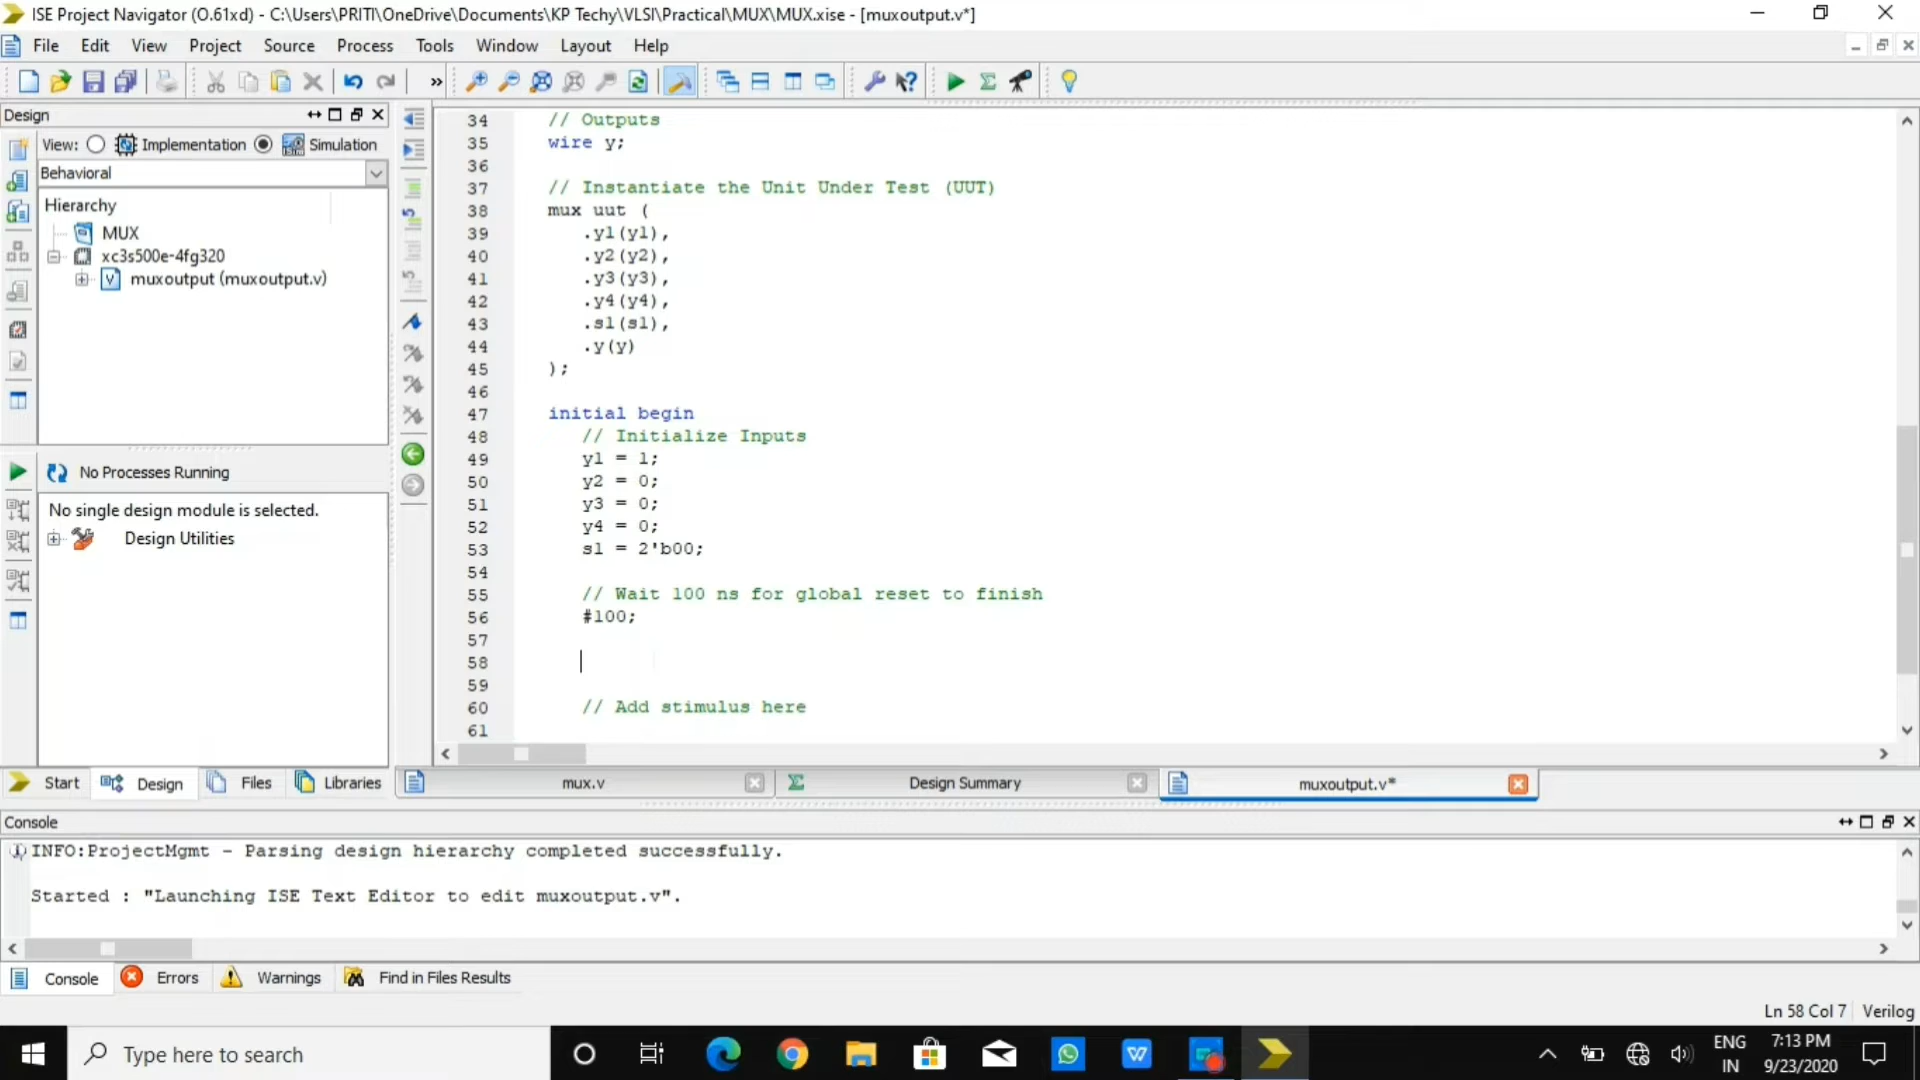 ISE Project Navigator (O.61xd) - C:\Users\PRITI\OneDrive\Documents\KP Techy\VLSI\Practical\MUX\MUX.xise - [muxoutput.v*]
File Edit View Project Source Process Tools Window Layout Help
»
Design
View: Implementation Simulation
Behavioral
Hierarchy
MUX
xc3s500e-4fg320
muxoutput (muxoutput.v)
No Processes Running
No single design module is selected.
Design Utilities
Start Design Files Libraries
34 // Outputs
35 wire y;
36
37 // Instantiate the Unit Under Test (UUT)
38 mux uut (
39 .y1(y1),
40 .y2(y2),
41 .y3(y3),
42 .y4(y4),
43 .s1(s1),
44 .y(y)
45 );
46
47 initial begin
48 // Initialize Inputs
49 y1 = 1;
50 y2 = 0;
51 y3 = 0;
52 y4 = 0;
53 s1 = 2'b00;
54
55 // Wait 100 ns for global reset to finish
56 #100;
57
58
59
60 // Add stimulus here
61
mux.v Design Summary muxoutput.v*
Console
INFO:ProjectMgmt - Parsing design hierarchy completed successfully.
Started : "Launching ISE Text Editor to edit muxoutput.v".
Console Errors Warnings Find in Files Results
Ln 58 Col 7 Verilog
Type here to search
ENG
IN
7:13 PM
9/23/2020